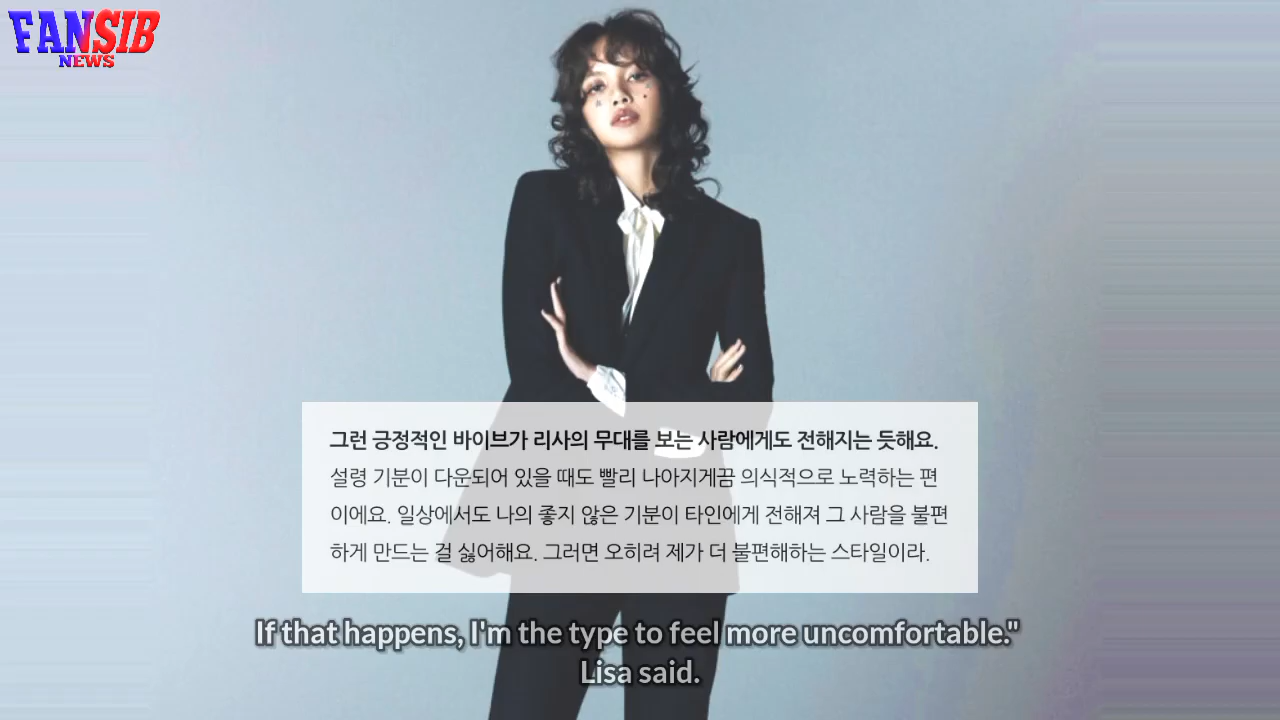 FANSIB
NEWS
그런 긍정적인 바이브가 리사의 무대를 보는 사람에게도 전해지는 듯해요.
설령 기분이 다운되어 있을 때도 빨리 나아지게끔 의식적으로 노력하는 편
이에요. 일상에서도 나의 좋지 않은 기분이 타인에게 전해져 그 사람을 불편
하게 만드는 걸 싫어해요. 그러면 오히려 제가 더 불편해하는 스타일이라.
If that happens, I'm the type to feel more uncomfortable."
Lisa said.